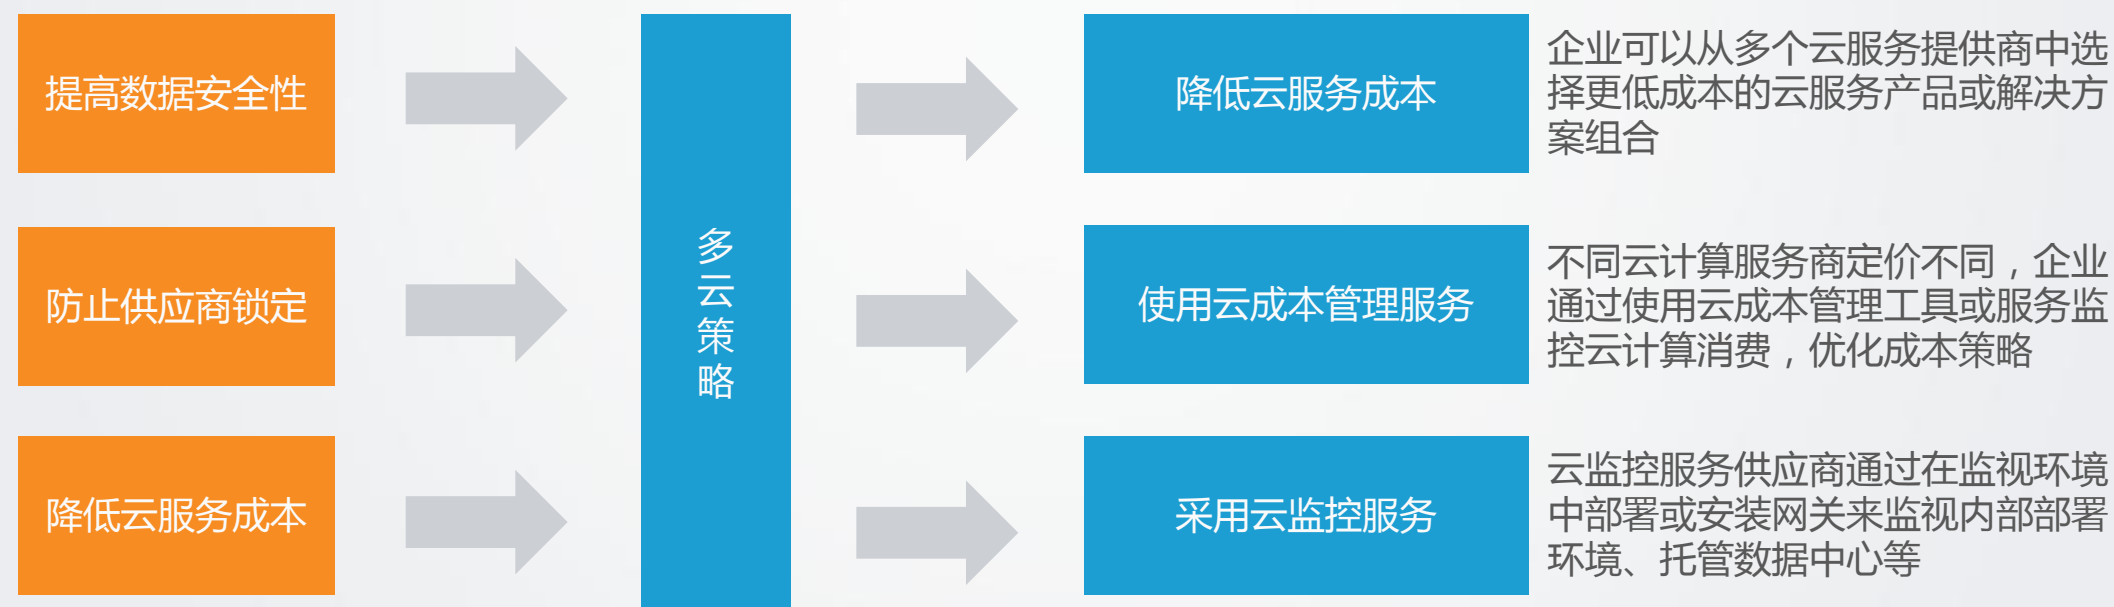 提高数据安全性
防止供应商锁定
降低云服务成本
多云策略
降低云服务成本
企业可以从多个云服务提供商中选
择更低成本的云服务产品或解决方
案组合
使用云成本管理服务
不同云计算服务商定价不同，企业
通过使用云成本管理工具或服务监
控云计算消费，优化成本策略
采用云监控服务
云监控服务供应商通过在监视环境
中部署或安装网关来监视内部部署
环境、托管数据中心等